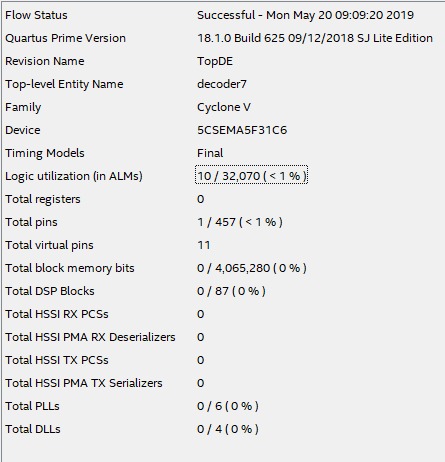 Flow Status Successful - Mon May 20 09:09:20 2019
Quartus Prime Version 18.1.0 Build 625 09/12/2018 SJ Lite Edition
Revision Name TopDE
Top-level Entity Name decoder7
Family Cyclone V
Device 5CSEMA5F31C6
Timing Models Final
Logic utilization (in ALMs) 10 / 32,070 ( < 1 % )
Total registers 0
Total pins 1 / 457 ( < 1 % )
Total virtual pins 11
Total block memory bits 0 / 4,065,280 ( 0 % )
Total DSP Blocks 0 / 87 ( 0 % )
Total HSSI RX PCSs 0
Total HSSI PMA RX Deserializers 0
Total HSSI TX PCSs 0
Total HSSI PMA TX Serializers 0
Total PLLs 0 / 6 ( 0 % )
Total DLLs 0 / 4 ( 0 % )